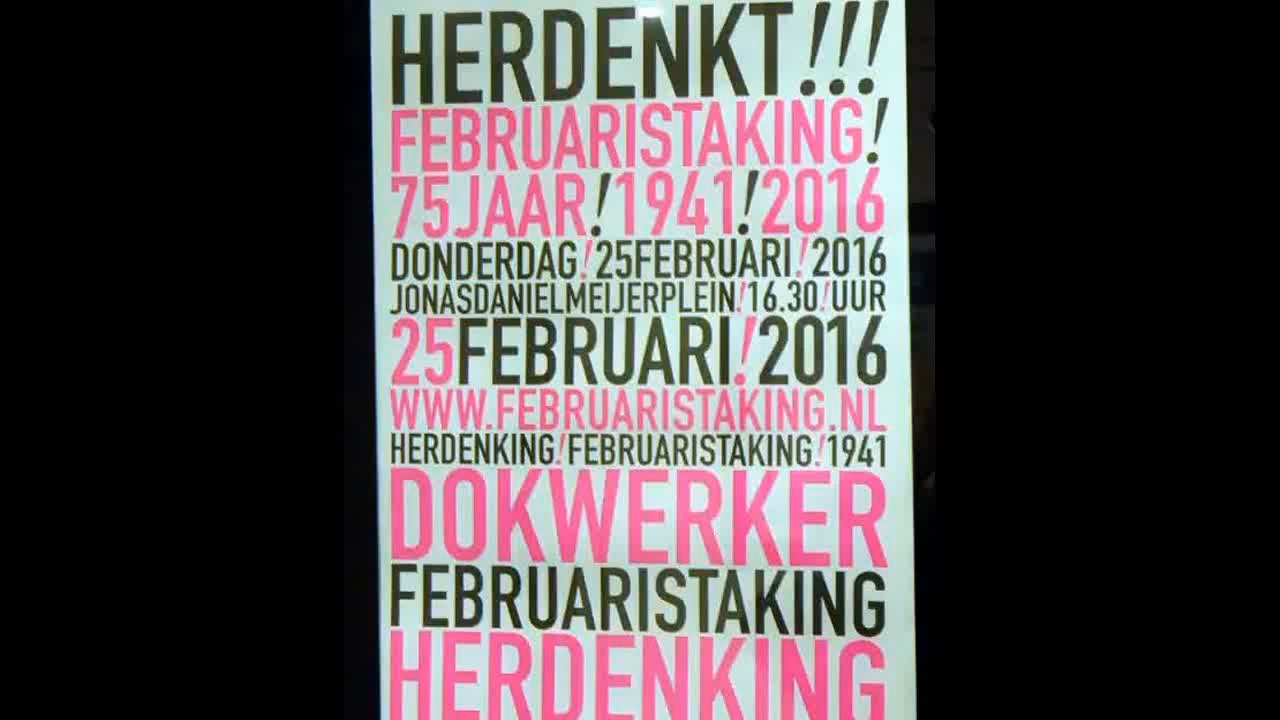 HERDENKT!!!
FEBRUARISTAKING!
75JAAR!1941!2016
DONDERDAG!25FEBRUARI!2016
JONASDANIELMEIJERPLEIN!16.30!UUR
25FEBRUARI!2016
WWW.FEBRUARISTAKING.NL
HERDENKING!FEBRUARISTAKING!1941
DOKWERKER
FEBRUARISTAKING
HERDENKING